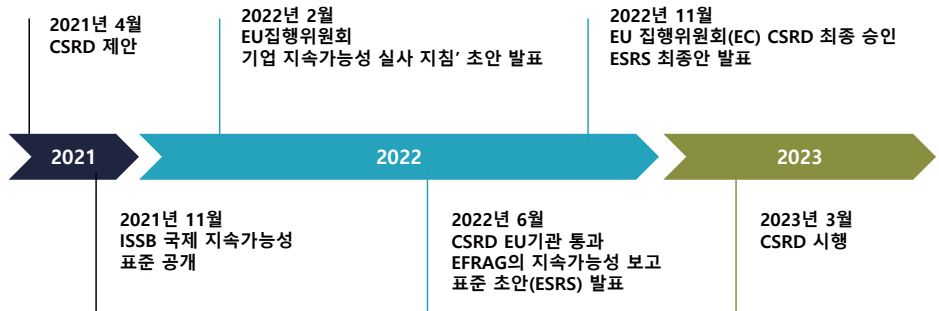 2021년 4월
CSRD 제안
2022년 2월
EU집행위원회
기업 지속가능성 실사 지침’ 초안 발표
2022년 11월
EU 집행위원회(EC) CSRD 최종 승인
ESRS 최종안 발표
2021
2022
2023
2021년 11월
ISSB 국제 지속가능성
표준 공개
2022년 6월
CSRD EU기관 통과
EFRAG의 지속가능성 보고
표준 초안(ESRS) 발표
2023년 3월
CSRD 시행